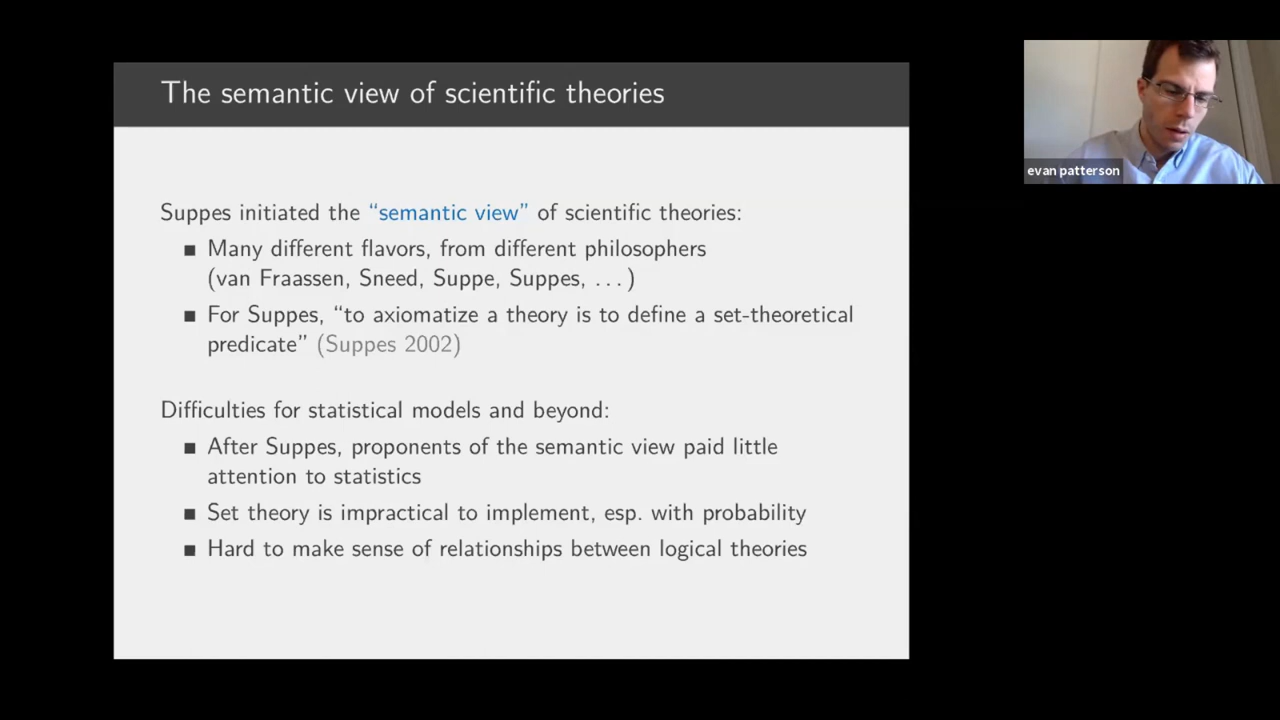 The semantic view of scientific theories
evan patterson
Suppes initiated the “semantic view” of scientific theories:
■ Many different flavors, from different philosophers
(van Fraassen, Sneed, Suppe, Suppes, . . . )
■ For Suppes, “to axiomatize a theory is to define a set-theoretical
predicate” (Suppes 2002)
Difficulties for statistical models and beyond:
■ After Suppes, proponents of the semantic view paid little
attention to statistics
■ Set theory is impractical to implement, esp. with probability
■ Hard to make sense of relationships between logical theories